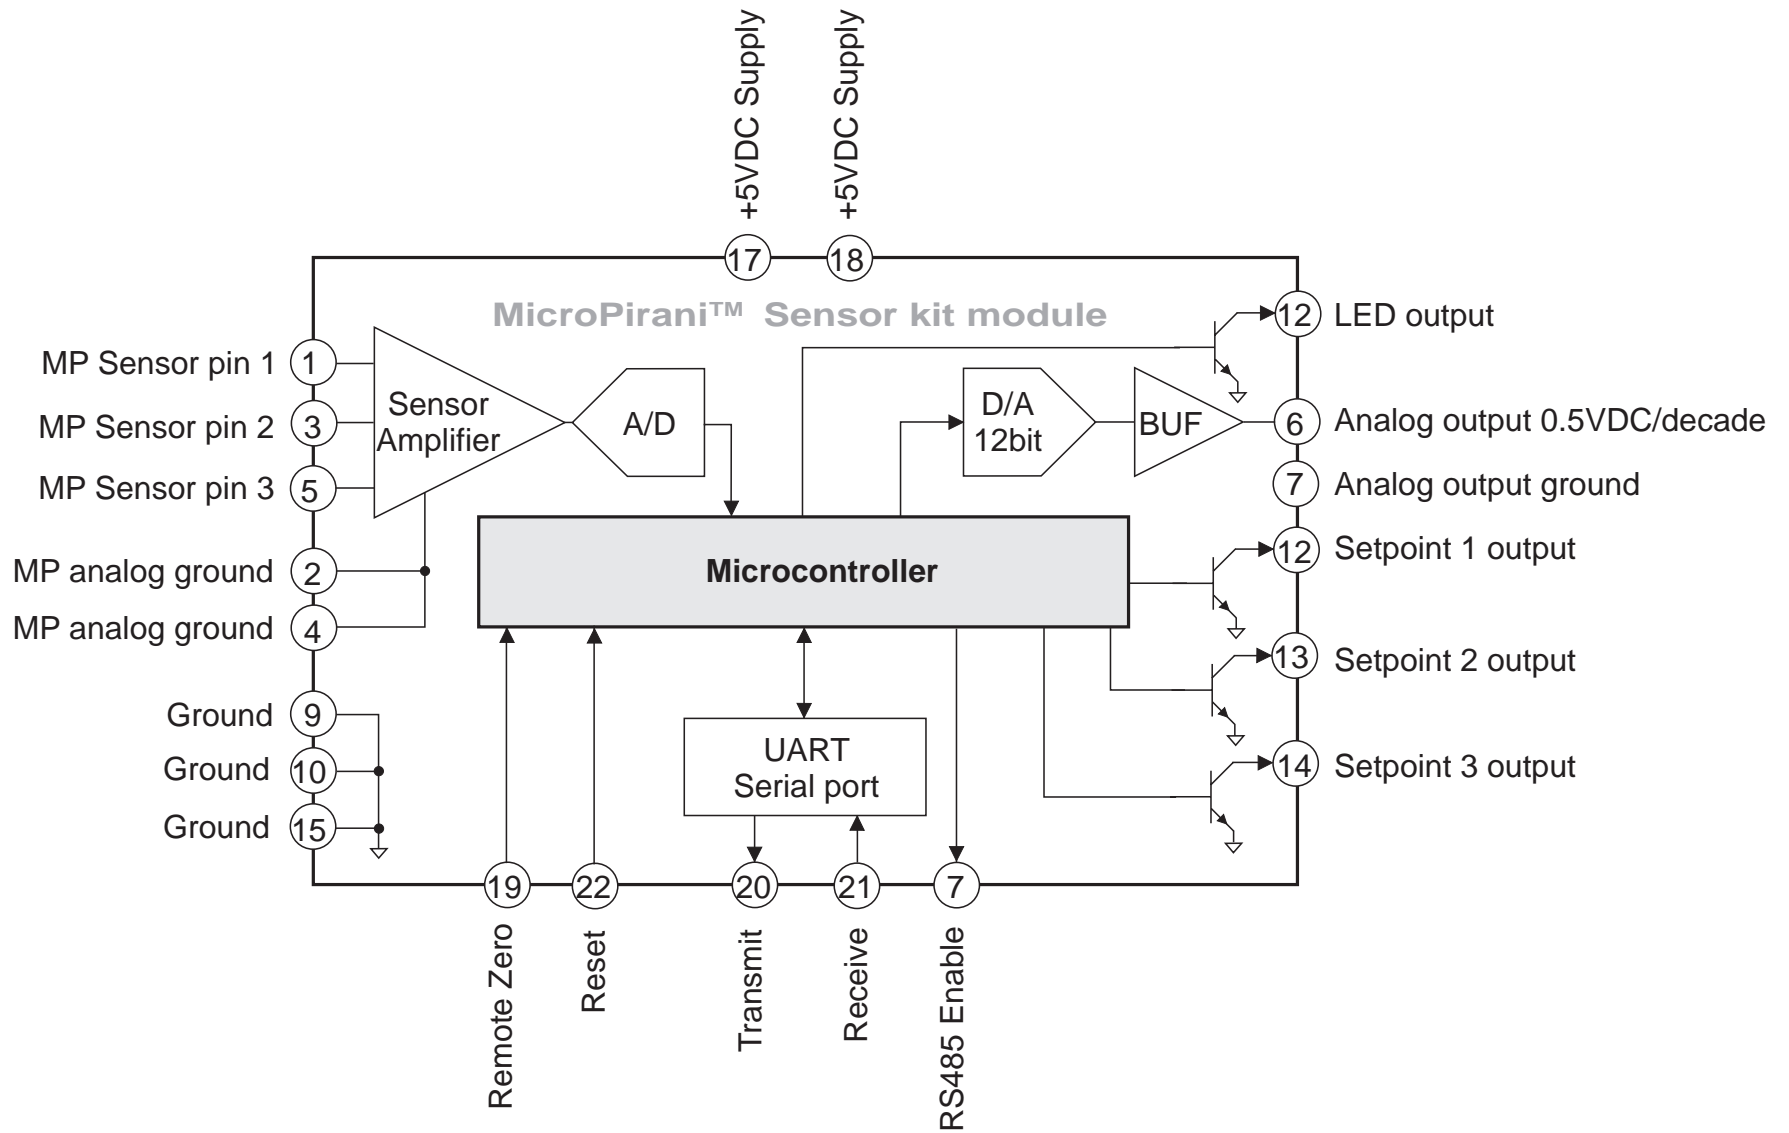 +5VDC Supply
+5VDC Supply
17
18
MicroPirani™ Sensor kit module
12 LED output
MP Sensor pin 1 1
MP Sensor pin 2 3
MP Sensor pin 3 5
Sensor
Amplifier
A/D
D/A
12bit
BUF
6 Analog output 0.5VDC/decade
7 Analog output ground
MP analog ground 2
MP analog ground 4
Microcontroller
12 Setpoint 1 output
13 Setpoint 2 output
14 Setpoint 3 output
Ground 9
Ground 10
Ground 15
UART
Serial port
19
22
20
21
7
Remote Zero
Reset
Transmit
Receive
RS485 Enable